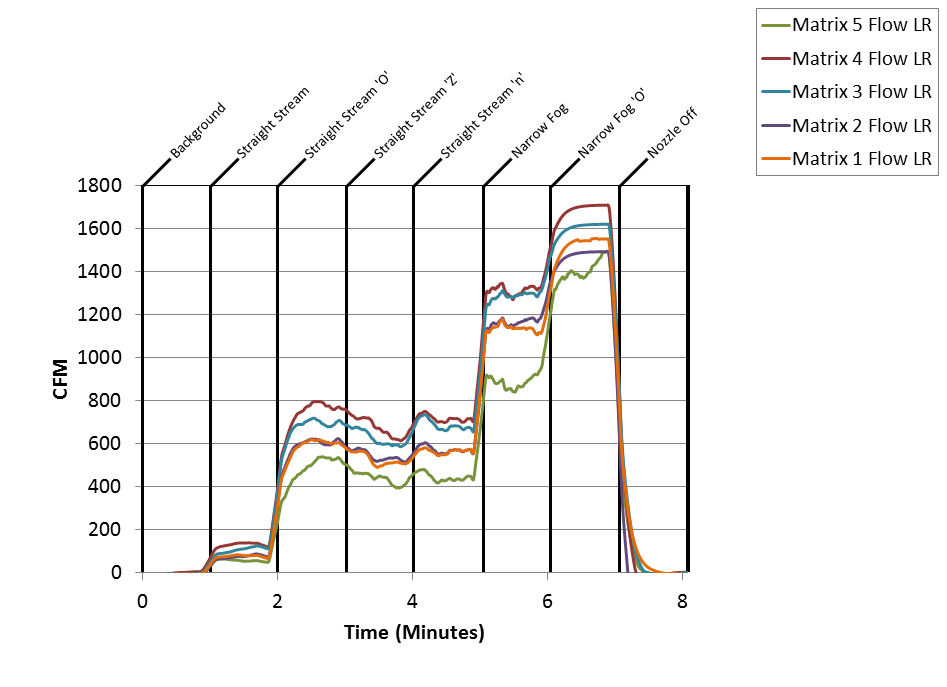 Matrix 5 Flow LR
Matrix 4 Flow LR
Matrix 3 Flow LR
Matrix 2 Flow LR
Matrix 1 Flow LR
Background
Straight Stream
Straight Stream 'O'
Straight Stream 'Z'
Straight Stream 'n'
Narrow Fog
Narrow Fog 'O'
Nozzle Off
1800
1600
1400
1200
1000
800
600
400
200
0
CFM
0 2 4 6 8
Time (Minutes)